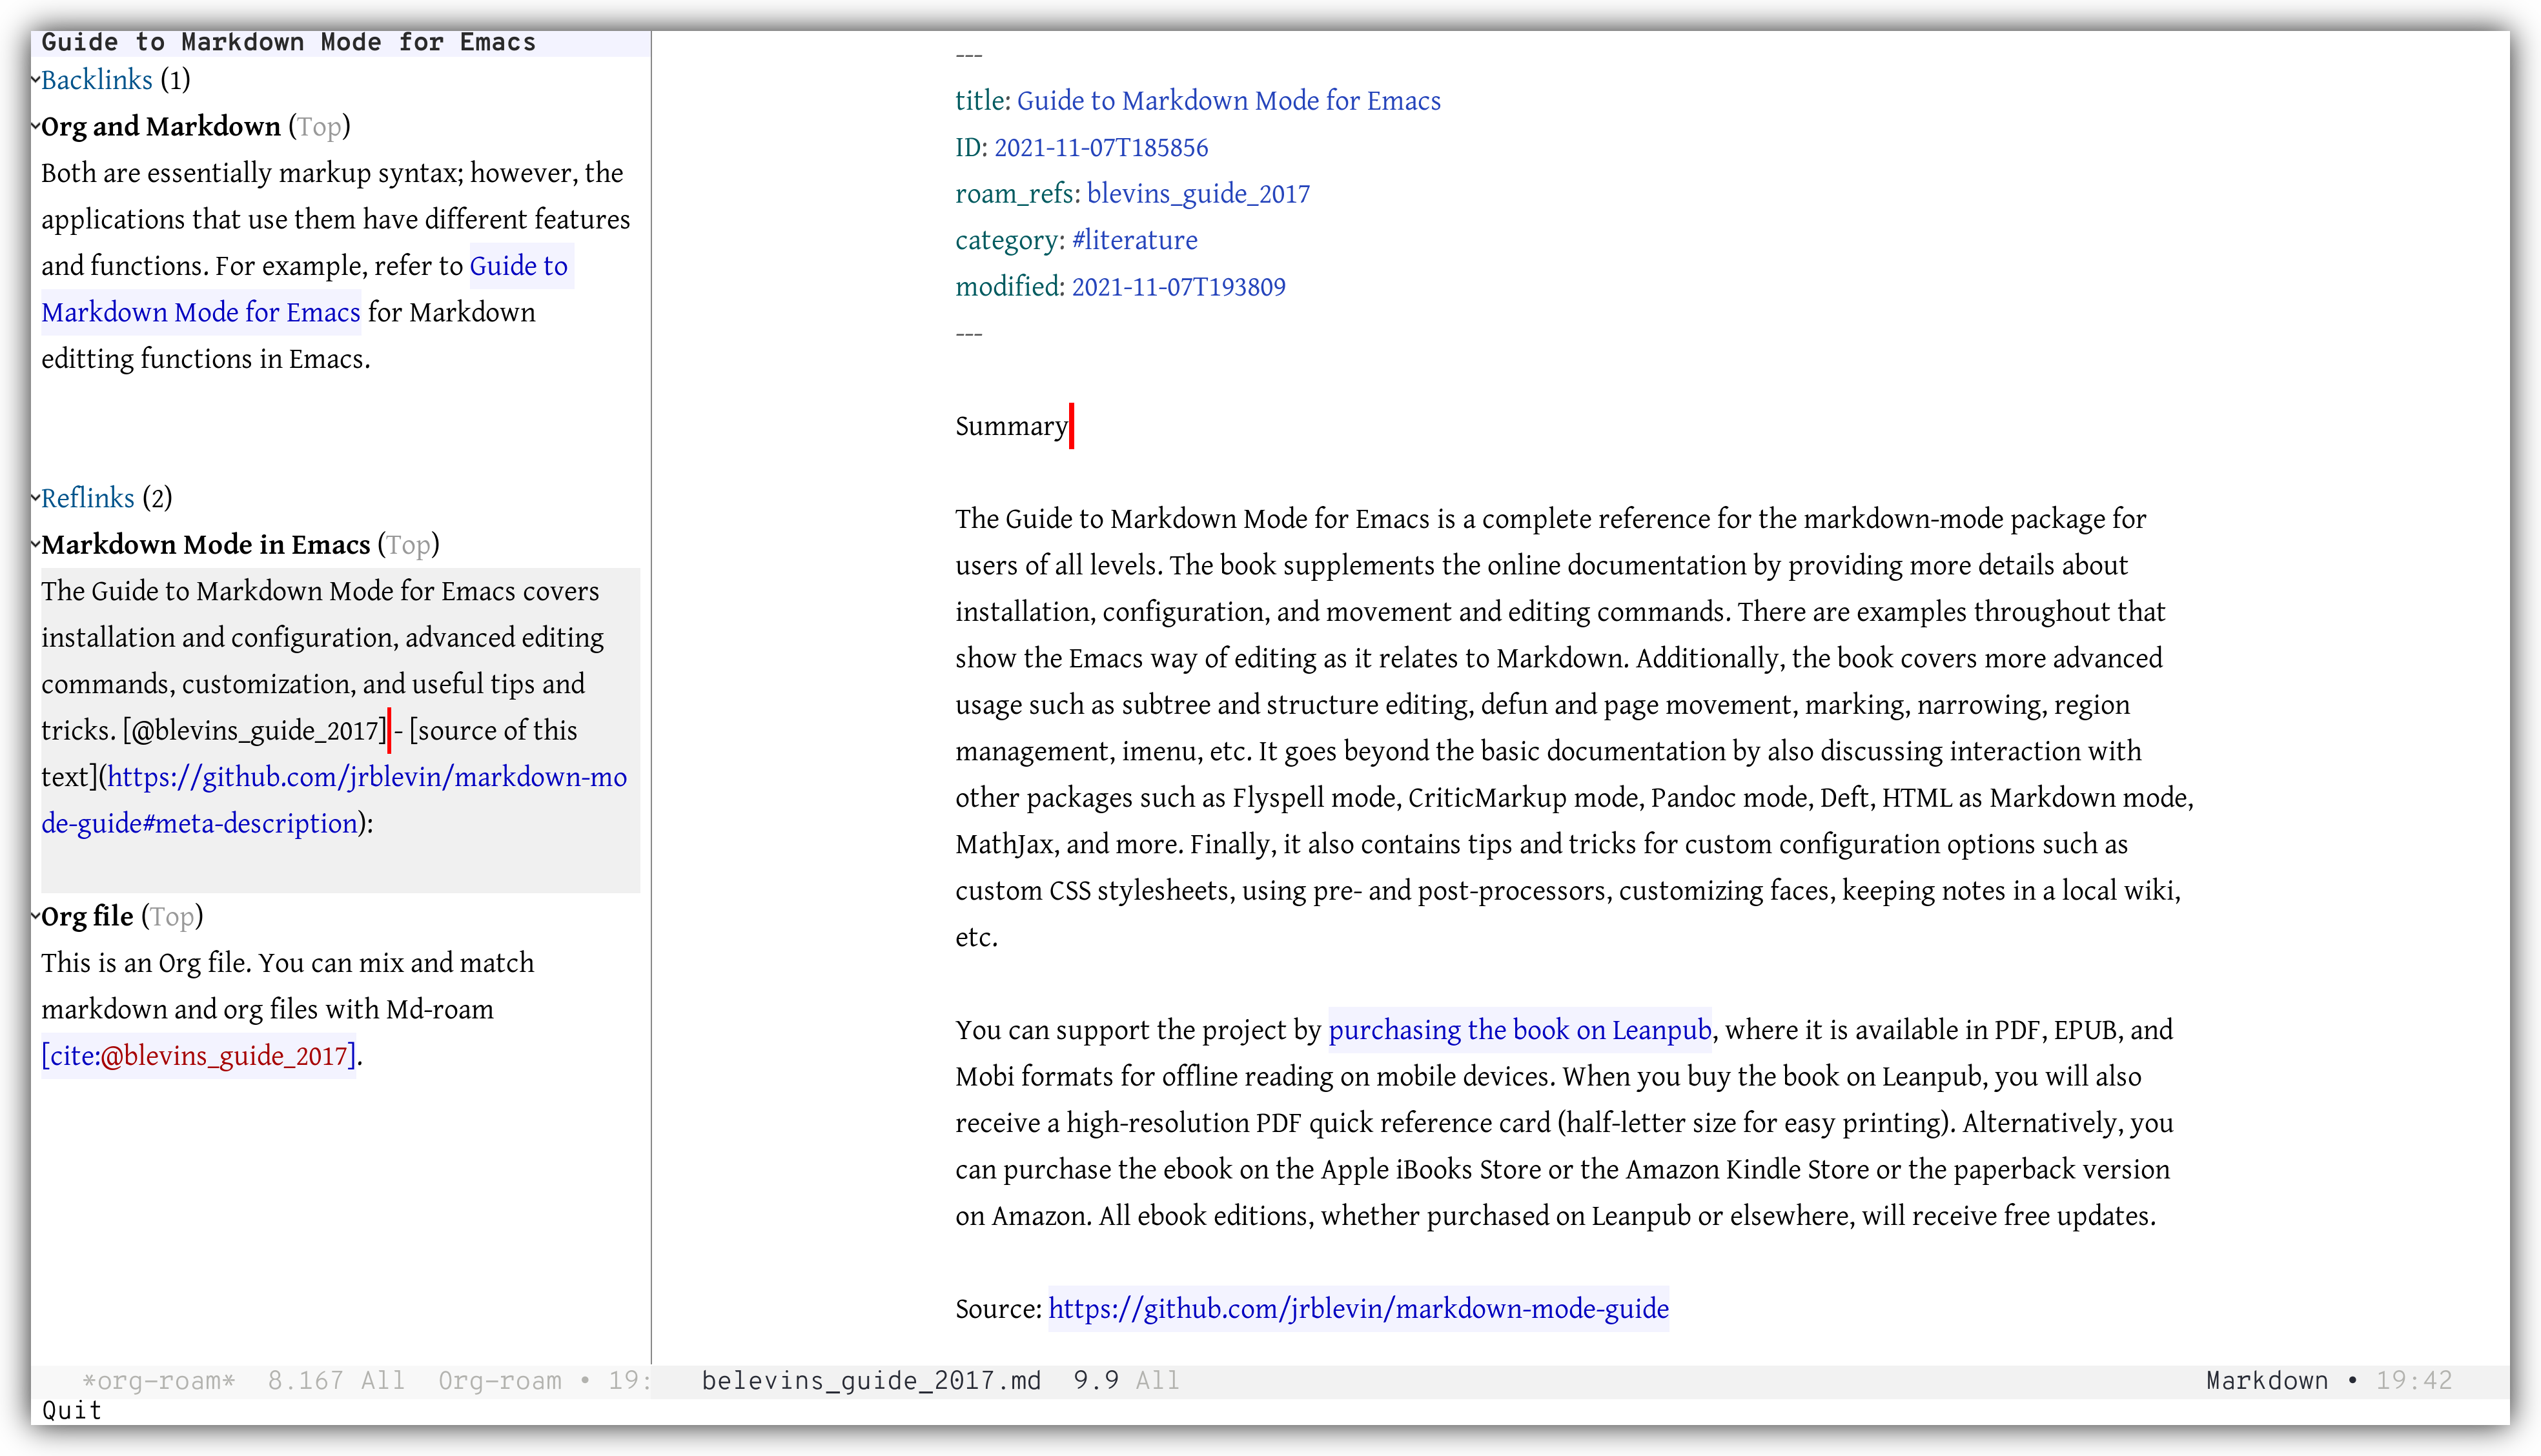 Guide to Markdown Mode for Emacs
Backlinks (1)
Org and Markdown (Top)
Both are essentially markup syntax; however, the
applications that use them have different features
and functions. For example, refer to Guide to
Markdown Mode for Emacs for Markdown
editting functions in Emacs.
Reflinks (2)
Markdown Mode in Emacs (Top)
The Guide to Markdown Mode for Emacs covers
installation and configuration, advanced editing
commands, customization, and useful tips and
tricks. [@blevins_guide_2017] - [source of this
text](https://github.com/jrblevin/markdown-mo
de-guide#meta-description):
Org file (Top)
This is an Org file. You can mix and match
markdown and org files with Md-roam
[cite:@blevins_guide_2017].
---
title: Guide to Markdown Mode for Emacs
ID: 2021-11-07T185856
roam_refs: blevins_guide_2017
category: #literature
modified: 2021-11-07T193809
---
Summary
The Guide to Markdown Mode for Emacs is a complete reference for the markdown-mode package for
users of all levels. The book supplements the online documentation by providing more details about
installation, configuration, and movement and editing commands. There are examples throughout that
show the Emacs way of editing as it relates to Markdown. Additionally, the book covers more advanced
usage such as subtree and structure editing, defun and page movement, marking, narrowing, region
management, imenu, etc. It goes beyond the basic documentation by also discussing interaction with
other packages such as Flyspell mode, CriticMarkup mode, Pandoc mode, Deft, HTML as Markdown mode,
MathJax, and more. Finally, it also contains tips and tricks for custom configuration options such as
custom CSS stylesheets, using pre- and post-processors, customizing faces, keeping notes in a local wiki,
etc.
You can support the project by purchasing the book on Leanpub, where it is available in PDF, EPUB, and
Mobi formats for offline reading on mobile devices. When you buy the book on Leanpub, you will also
receive a high-resolution PDF quick reference card (half-letter size for easy printing). Alternatively, you
can purchase the ebook on the Apple iBooks Store or the Amazon Kindle Store or the paperback version
on Amazon. All ebook editions, whether purchased on Leanpub or elsewhere, will receive free updates.
Source: https://github.com/jrblevin/markdown-mode-guide
*org-roam* 8.167 All Org-roam • 19:
belevins_guide_2017.md 9.9 All Markdown • 19:42
Quit